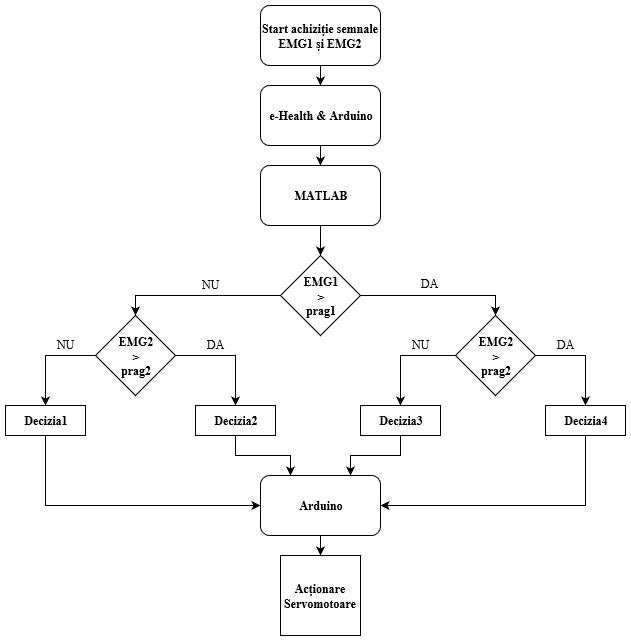 Start achiziție semnale
EMG1 și EMG2
e-Health & Arduino
MATLAB
EMG1
>
prag1
NU
DA
EMG2
>
prag2
NU
DA
EMG2
>
prag2
NU
DA
Decizia1
Decizia2
Decizia3
Decizia4
Arduino
Acționare
Servomotoare